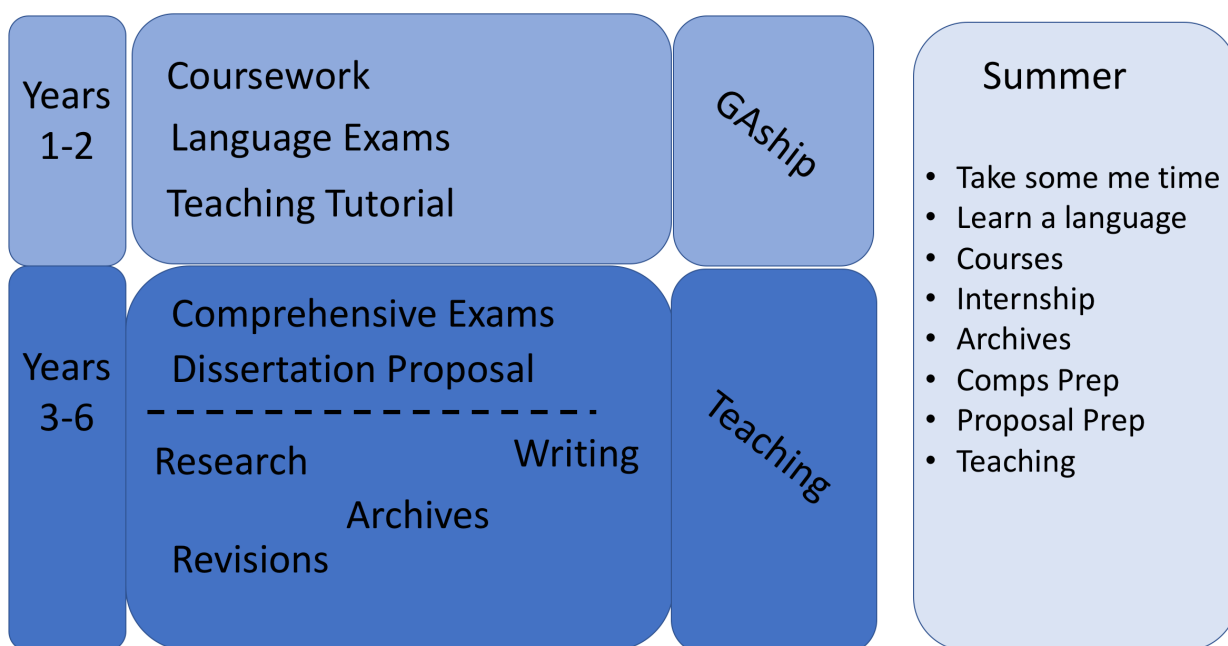 Years
1-2
Coursework
Language Exams
Teaching Tutorial
GAship
Years
3-6
Comprehensive Exams
Dissertation Proposal
Research
Writing
Archives
Revisions
Teaching
Summer
• Take some me time
• Learn a language
• Courses
• Internship
• Archives
• Comps Prep
• Proposal Prep
• Teaching